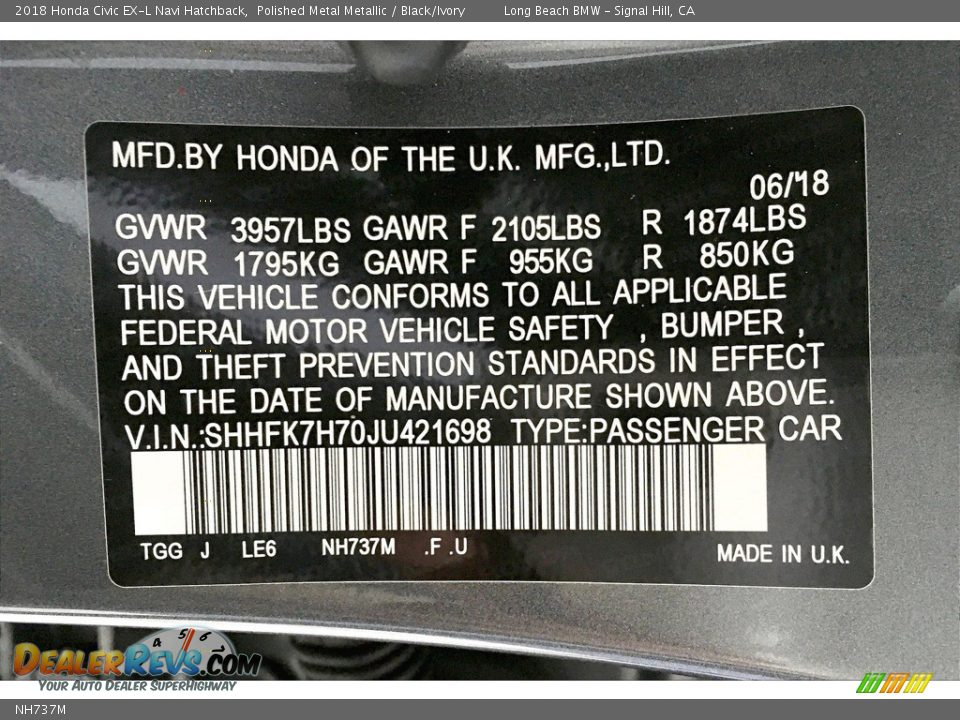 2018 Honda Civic EX-L Navi Hatchback, Polished Metal Metallic / Black/Ivory Long Beach BMW - Signal Hill, CA
MFD.BY HONDA OF THE U.K. MFG.,LTD.
06/'18
GVWR 3957LBS GAWR F 2105LBS R 1874LBS
GVWR 1795KG GAWR F 955KG R 850KG
THIS VEHICLE CONFORMS TO ALL APPLICABLE
FEDERAL MOTOR VEHICLE SAFETY , BUMPER ,
AND THEFT PREVENTION STANDARDS IN EFFECT
ON THE DATE OF MANUFACTURE SHOWN ABOVE.
V.I.N.:SHHFK7H70JU421698 TYPE:PASSENGER CAR
TGG J LE6 NH737M .F .U MADE IN U.K.
4 5 6
DEALERREVS.COM
YOUR AUTO DEALER SUPERHIGHWAY
NH737M